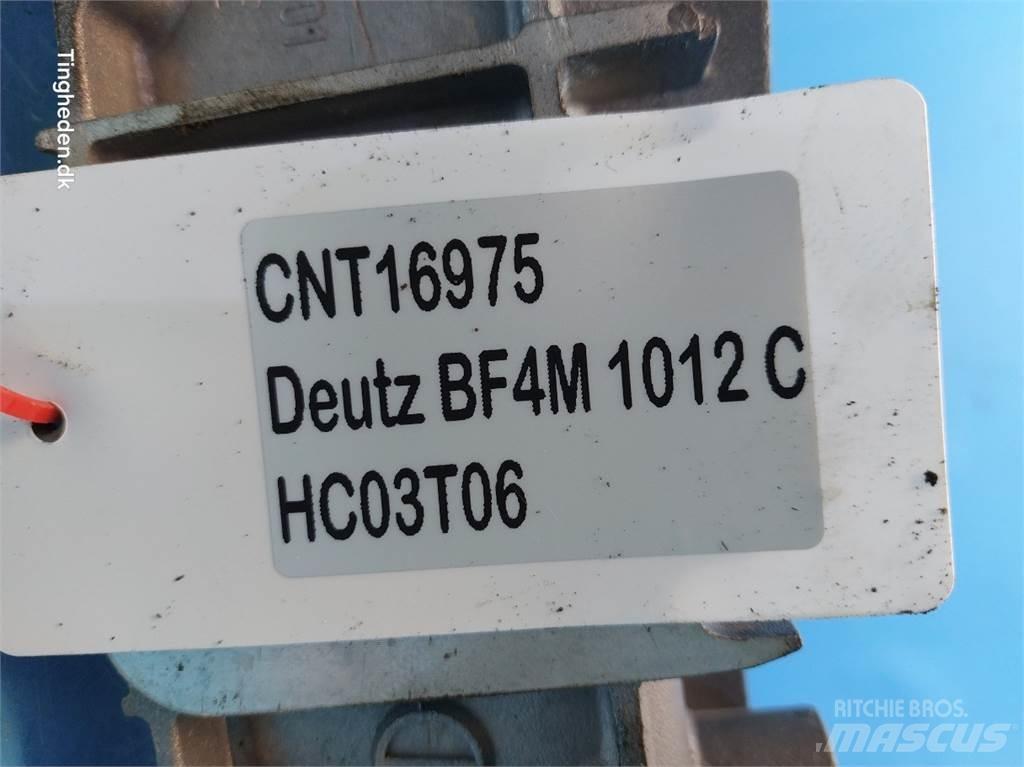 Tingheden.dk
CNT16975
Deutz BF4M 1012 C
HC03T06
RITCHIE BROS.
MASCUS